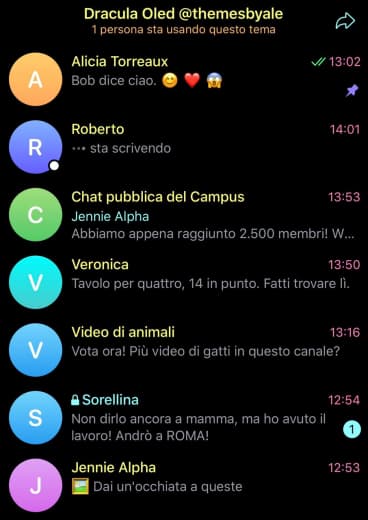 Dracula Oled @themesbyale
1 persona sta usando questo tema
A
Alicia Torreaux
13:02
Bob dice ciao. 😊 ❤️ 😱
R
Roberto
14:01
••• sta scrivendo
C
Chat pubblica del Campus
13:53
Jennie Alpha
Abbiamo appena raggiunto 2.500 membri! W...
V
Veronica
13:50
Tavolo per quattro, 14 in punto. Fatti trovare lì.
V
Video di animali
13:16
Vota ora! Più video di gatti in questo canale?
S
Sorellina
12:54
Non dirlo ancora a mamma, ma ho avuto il
lavoro! Andrò a ROMA!
1
J
Jennie Alpha
12:53
🖼️ Dai un'occhiata a queste